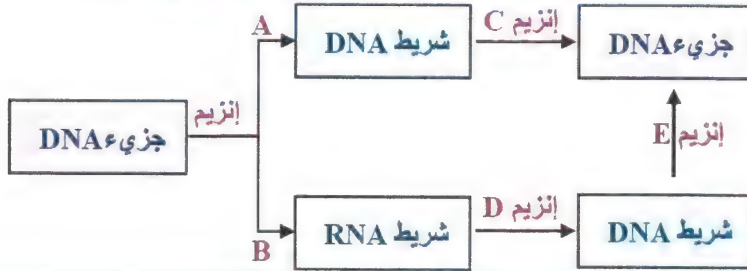 A
شريط DNA
إنزيم C
جزيء DNA
جزيء DNA
إنزيم
إنزيم E
B
شريط RNA
إنزيم D
شريط DNA